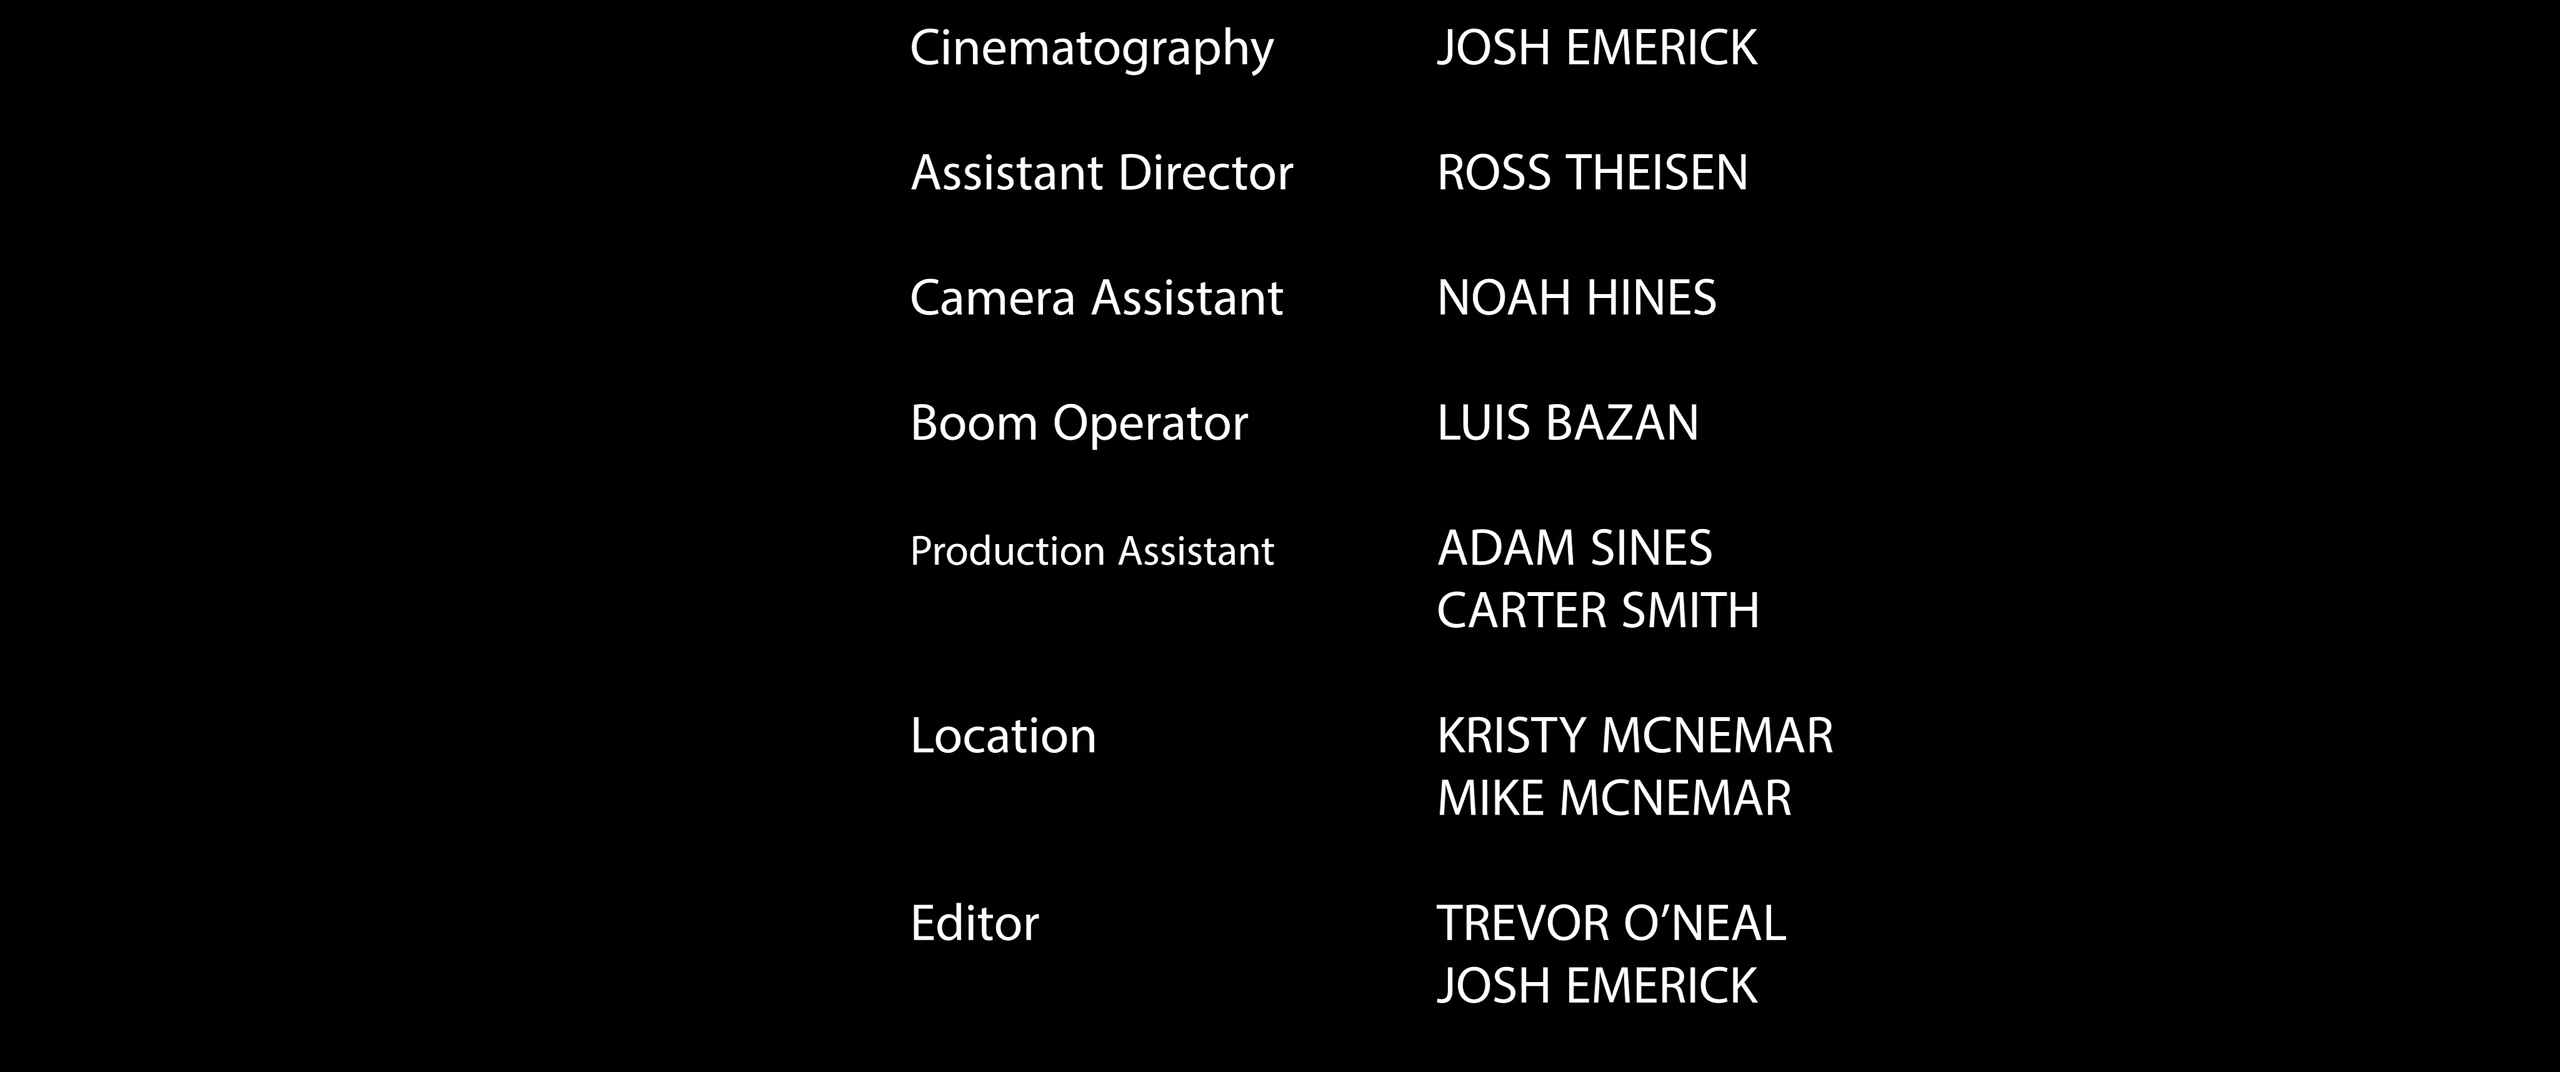 Cinematography JOSH EMERICK
Assistant Director ROSS THEISEN
Camera Assistant NOAH HINES
Boom Operator LUIS BAZAN
Production Assistant ADAM SINES
CARTER SMITH
Location KRISTY MCNEMAR
MIKE MCNEMAR
Editor TREVOR O’NEAL
JOSH EMERICK